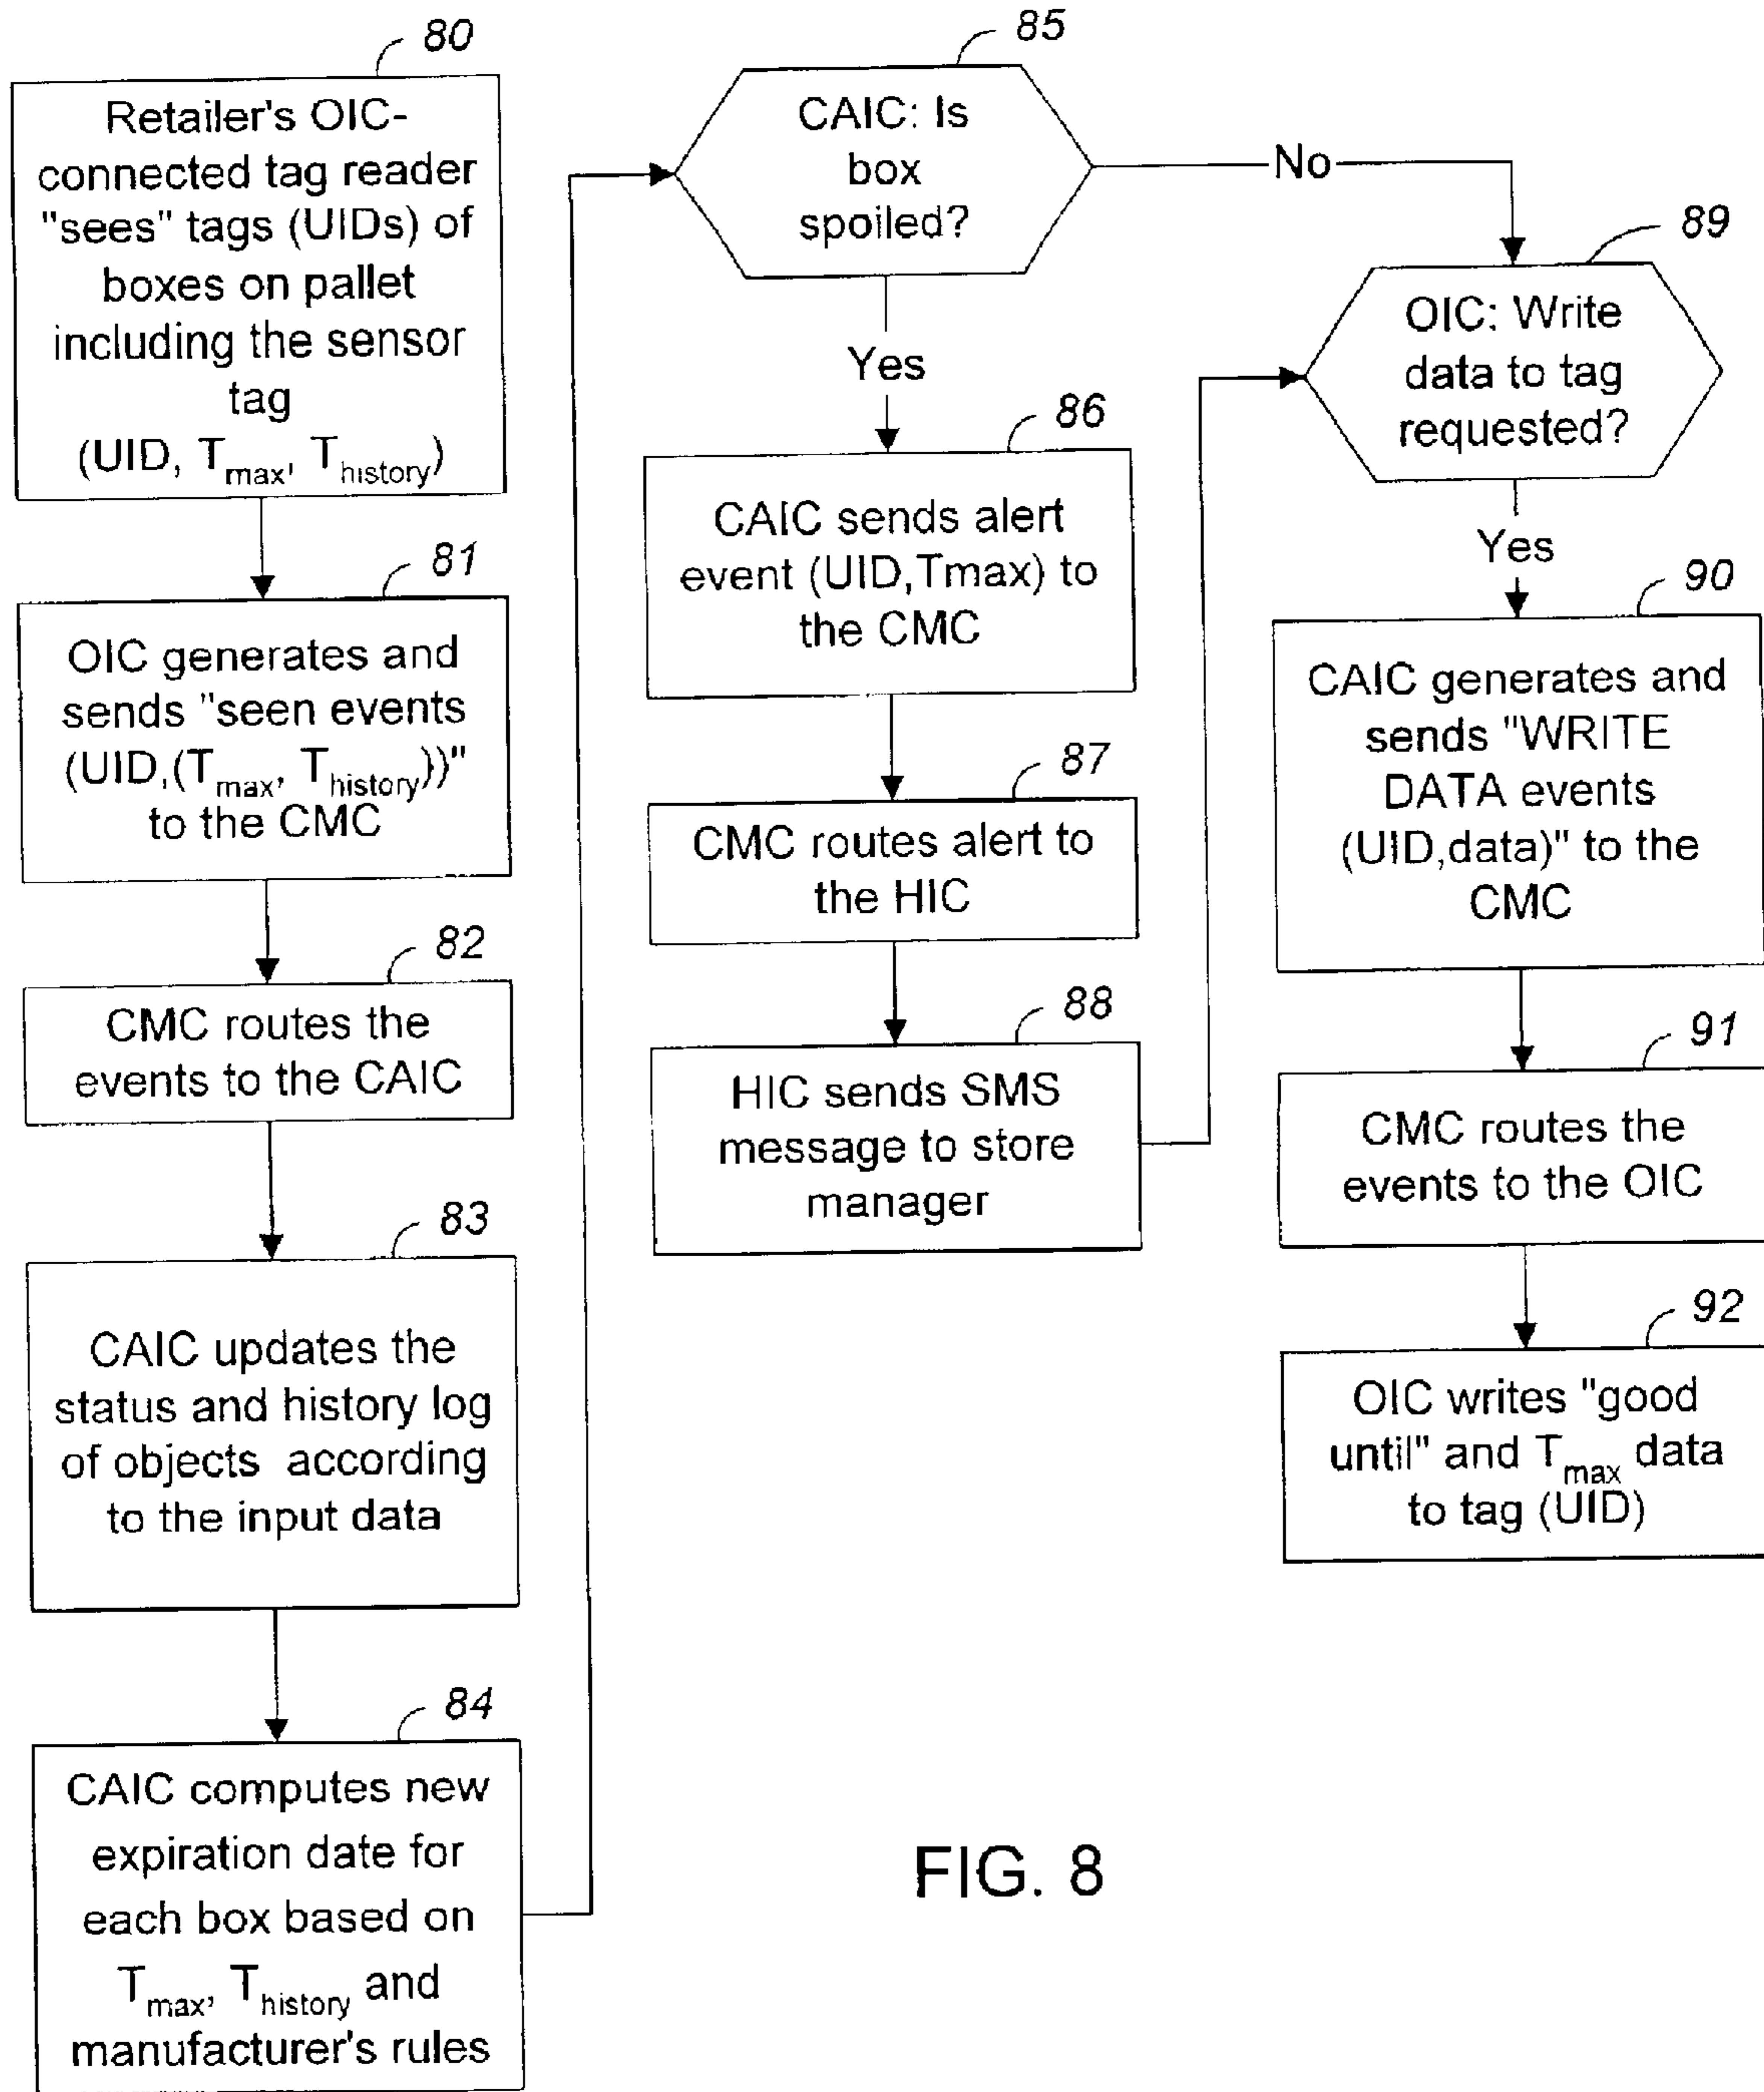 80
Retailer's OIC-
connected tag reader
"sees" tags (UIDs) of
boxes on pallet
including the sensor
tag
(UID, Tmax, Thistory)
81
OIC generates and
sends "seen events
(UID,(Tmax, Thistory))"
to the CMC
82
CMC routes the
events to the CAIC
83
CAIC updates the
status and history log
of objects according
to the input data
84
CAIC computes new
expiration date for
each box based on
Tmax, Thistory and
manufacturer's rules
85
CAIC: Is
box
spoiled?
No
Yes
86
CAIC sends alert
event (UID,Tmax) to
the CMC
87
CMC routes alert to
the HIC
88
HIC sends SMS
message to store
manager
89
OIC: Write
data to tag
requested?
Yes
90
CAIC generates and
sends "WRITE
DATA events
(UID,data)" to the
CMC
91
CMC routes the
events to the OIC
92
OIC writes "good
until" and Tmax data
to tag (UID)
FIG. 8